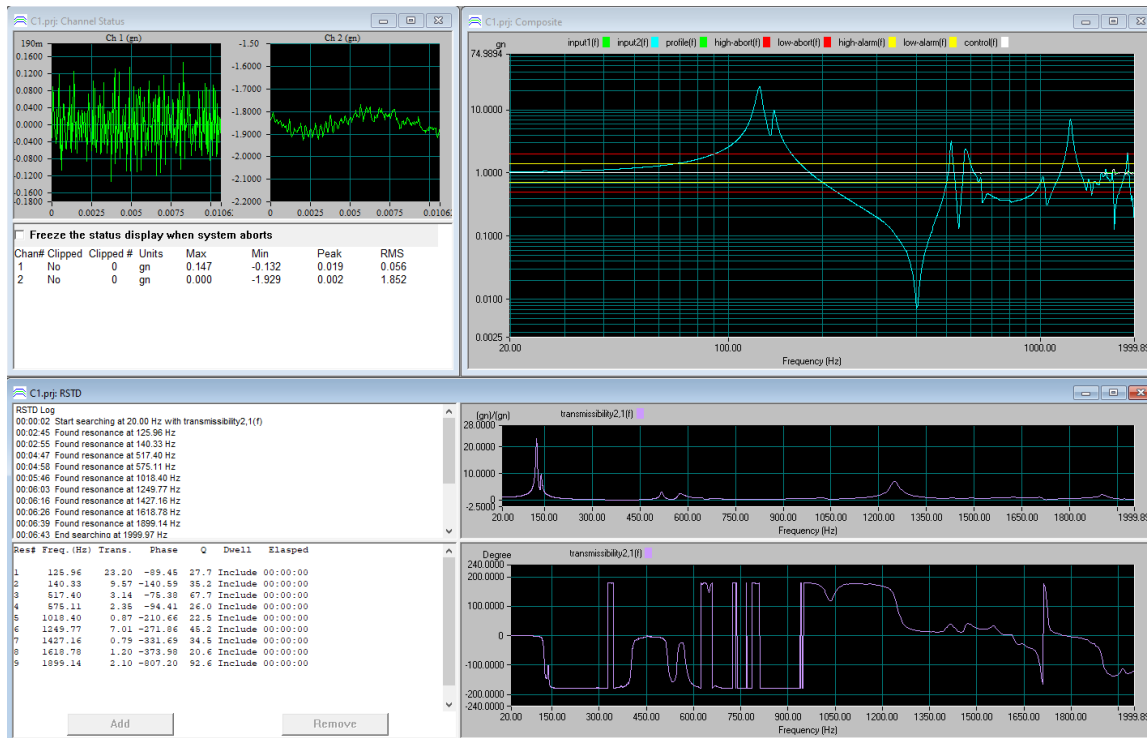 C1.prj: Channel Status
Ch 1 (gn)
190m
0.1600
0.1200
0.0800
0.0400
0.0000
-0.0400
-0.0800
-0.1200
-0.1600
-0.1800
0 0.0025 0.005 0.0075 0.0106
Ch 2 (gn)
-1.50
-1.6000
-1.7000
-1.8000
-1.9000
-2.0000
-2.1000
-2.2000
0 0.0025 0.005 0.0075 0.0106
Freeze the status display when system aborts
Chan# Clipped Clipped # Units Max Min Peak RMS
1 No 0 gn 0.147 -0.132 0.019 0.056
2 No 0 gn 0.000 -1.929 0.002 1.852
C1.prj: Composite
gn input1(f) input2(f) profile(f) high-abort(f) low-abort(f) high-alarm(f) low-alarm(f) control(f)
74.9894
10.0000
1.0000
0.1000
0.0100
0.0025
20.00 100.00 1000.00 1999.89
Frequency (Hz)
C1.prj: RSTD
RSTD Log
00:00:02 Start searching at 20.00 Hz with transmissibility2,1(f)
00:02:45 Found resonance at 125.96 Hz
00:02:55 Found resonance at 140.33 Hz
00:04:47 Found resonance at 517.40 Hz
00:04:58 Found resonance at 575.11 Hz
00:05:46 Found resonance at 1018.40 Hz
00:06:03 Found resonance at 1249.77 Hz
00:06:16 Found resonance at 1427.16 Hz
00:06:26 Found resonance at 1618.78 Hz
00:06:39 Found resonance at 1899.14 Hz
00:06:43 End searching at 1999.97 Hz
Res# Freq.(Hz) Trans. Phase Q Dwell Elasped
1 125.96 23.20 -89.45 27.7 Include 00:00:00
2 140.33 9.57 -140.59 35.2 Include 00:00:00
3 517.40 3.14 -75.38 67.7 Include 00:00:00
4 575.11 2.35 -94.41 26.0 Include 00:00:00
5 1018.40 0.87 -210.66 22.5 Include 00:00:00
6 1249.77 7.01 -271.86 45.2 Include 00:00:00
7 1427.16 0.79 -331.69 34.5 Include 00:00:00
8 1618.78 1.20 -373.98 20.6 Include 00:00:00
9 1899.14 2.10 -807.20 92.6 Include 00:00:00
Add Remove
(gn)/(gn) transmissibility2,1(f)
28.0000
20.0000
10.0000
0
-2.5000
20.00 150.00 300.00 450.00 600.00 750.00 900.00 1050.00 1200.00 1350.00 1500.00 1650.00 1800.00 1999.89
Frequency (Hz)
Degree transmissibility2,1(f)
240.0000
200.0000
100.0000
0
-100.0000
-200.0000
-240.0000
20.00 150.00 300.00 450.00 600.00 750.00 900.00 1050.00 1200.00 1350.00 1500.00 1650.00 1800.00 1999.89
Frequency (Hz)